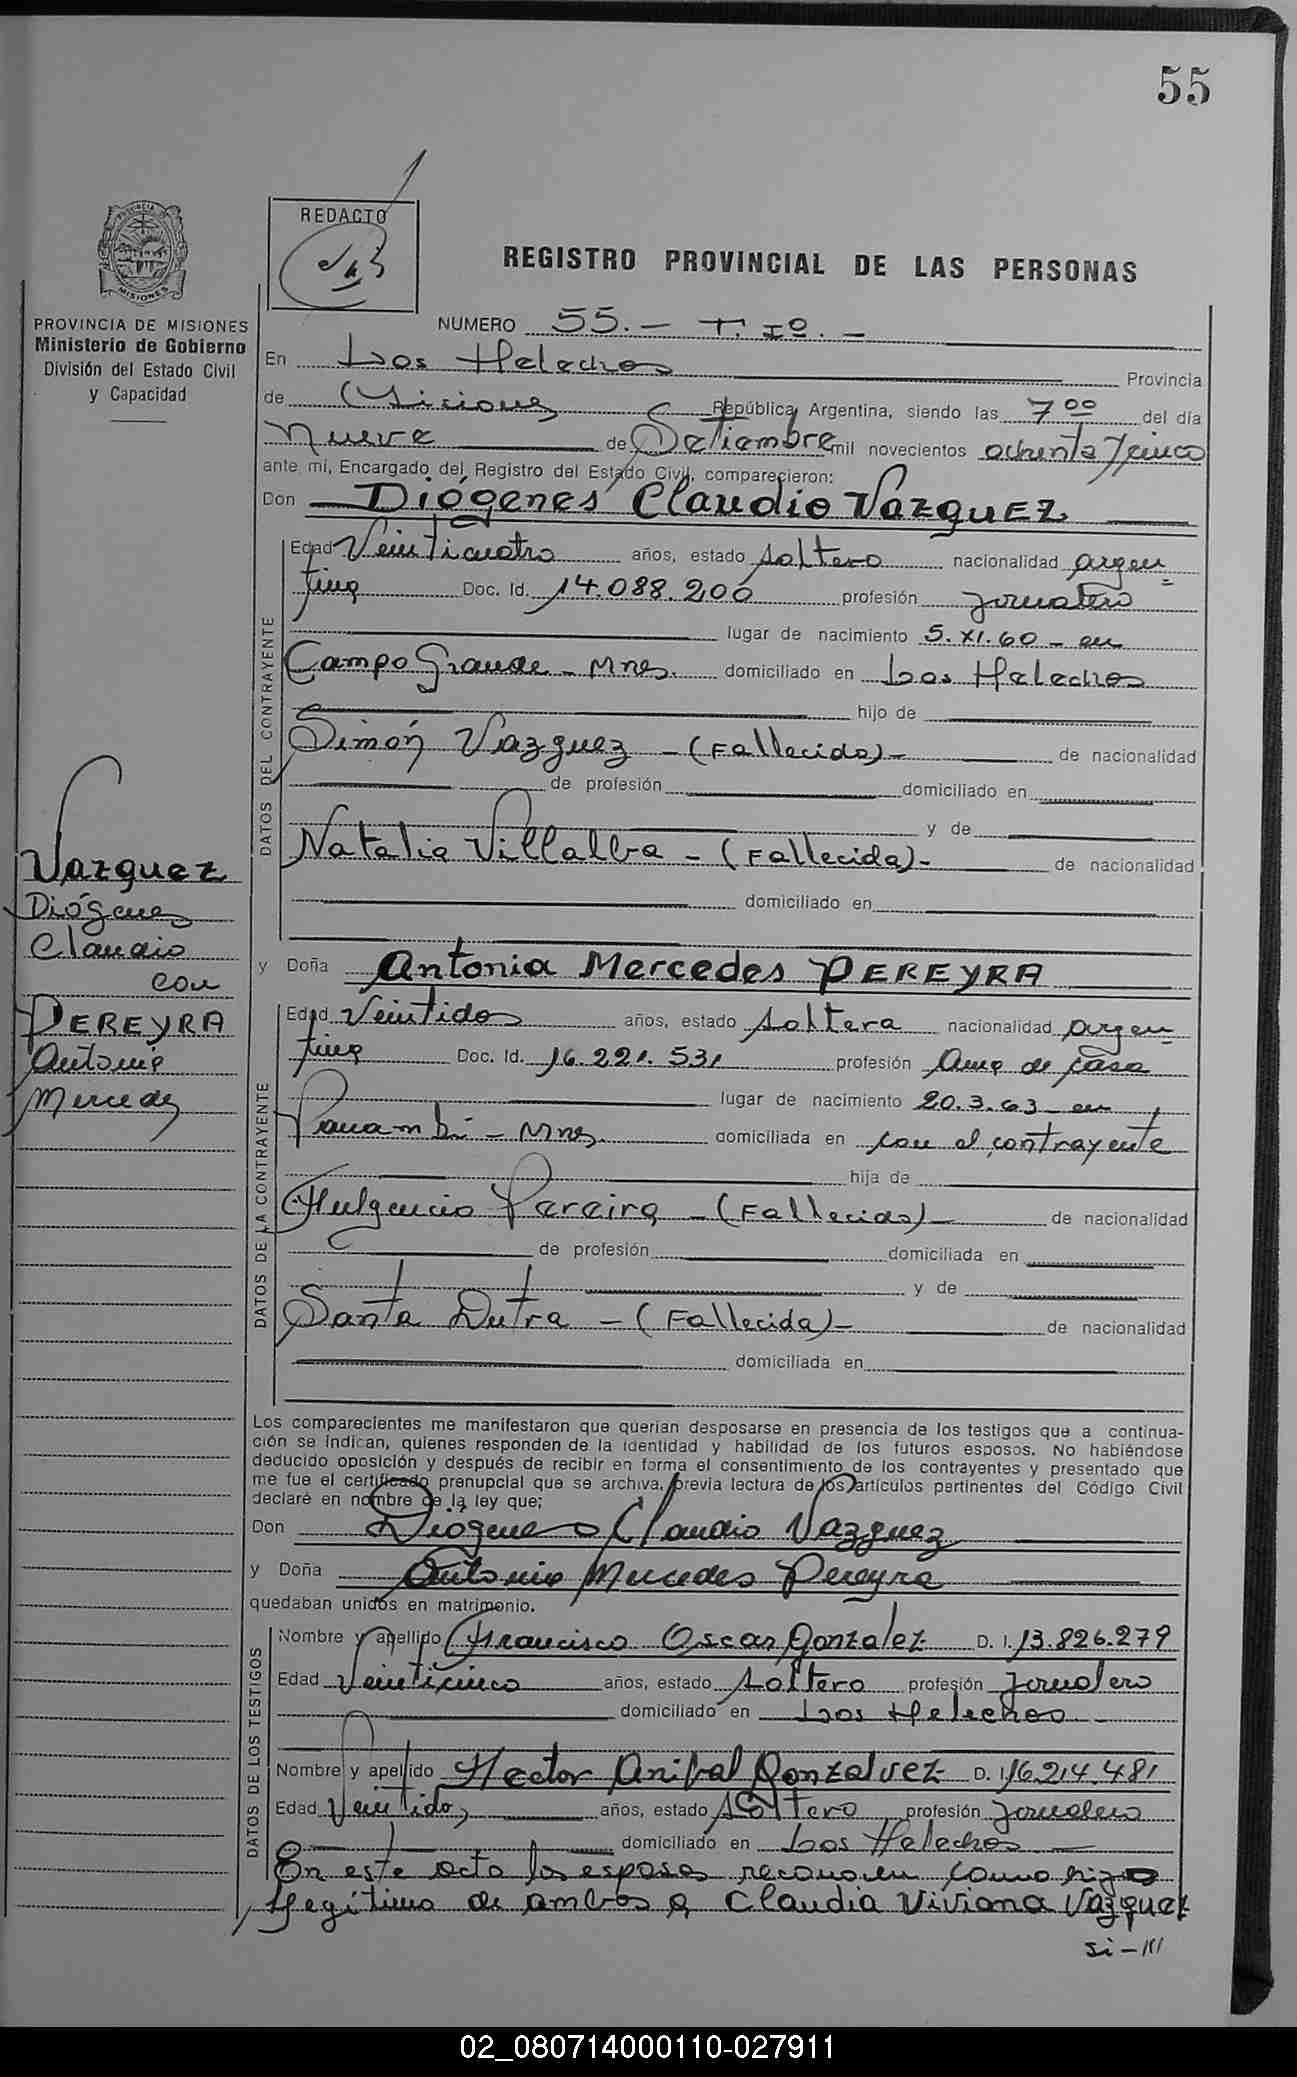 55
REDACTO
REGISTRO PROVINCIAL DE LAS PERSONAS
PROVINCIA DE MISIONES
Ministerio de Gobierno
División del Estado Civil
y Capacidad
NUMERO 55.- T. Iº.-
En Los Helechos Provincia
de Misiones República Argentina, siendo las 7 00 del día
nueve de Setiembre mil novecientos ochenta y cinco
ante mí, Encargado del Registro del Estado Civil, comparecieron:
Don Diógenes Claudio VazquEZ
DATOS DEL CONTRAYENTE
Edad Veinticuatro años, estado soltero nacionalidad argen=
tina Doc. Id. 14.088.200 profesión Jornalero
lugar de nacimiento 5.XI.60 - en
Campo Grande - Mnes. domiciliado en Los Helechos
hijo de
Simón Vazquez - (Fallecido)- de nacionalidad
de profesión domiciliado en
y de
Natalia Villalba - (Fallecida)- de nacionalidad
domiciliado en
Vazquez
Diógenes
Claudio
con
PEREYRA
Antonia
Mercedes
y Doña Antonia Mercedes PEREYRA
DATOS DE LA CONTRAYENTE
Edad Veintidos años, estado soltera nacionalidad argen
tina Doc. Id. 16.221.531 profesión Ama de casa
lugar de nacimiento 20.3.63 - en
Panambí - Mnes. domiciliada en con el contrayente
hija de
Fulgencio Pereira - (Fallecido)- de nacionalidad
de profesión domiciliada en
y de
Santa Dutra - (Fallecida)- de nacionalidad
domiciliada en
Los comparecientes me manifestaron que querían desposarse en presencia de los testigos que a continua-
ción se indican, quienes responden de la identidad y habilidad de los futuros esposos. No habiéndose
deducido oposición y después de recibir en forma el consentimiento de los contrayentes y presentado que
me fue el certificado prenupcial que se archiva, previa lectura de los artículos pertinentes del Código Civil
declaré en nombre de la ley que;
Don Diógenes Claudio Vazquez
y Doña Antonia Mercedes Pereyra
quedaban unidos en matrimonio.
DATOS DE LOS TESTIGOS
Nombre y apellido Francisco Oscar Gonzalez D. I. 13.826.279
Edad Veinticinco años, estado soltero profesión Jornalero
domiciliado en Los Helechos
Nombre y apellido Hector Anibal Gonzalvez D. I. 16.214.481
Edad Veintidos años, estado soltero profesión Jornalero
domiciliado en Los Helechos
En este acto los esposos reconocen como hija
legítima de ambos a Claudia Viviana Vazquez
si-///
02_080714000110-027911